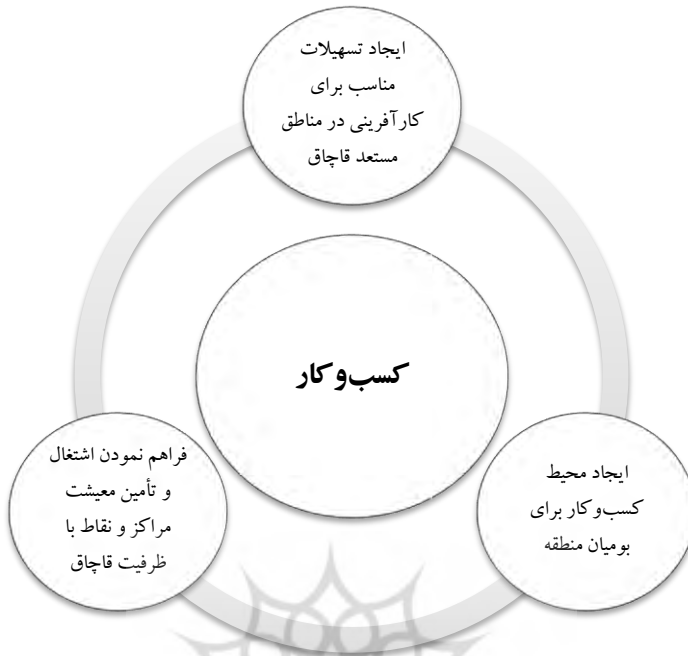 ایجاد تسهیلات
مناسب برای
کارآفرینی در مناطق
مستعد قاچاق
کسب‌وکار
فراهم نمودن اشتغال
و تأمین معیشت
مراکز و نقاط با
ظرفیت قاچاق
ایجاد محیط
کسب‌وکار برای
بومیان منطقه